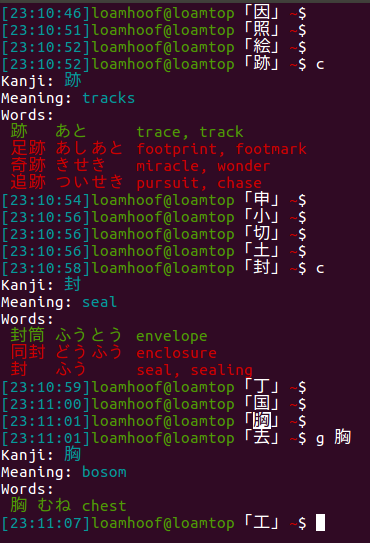 [23:10:46]loamhoof@loamtop「因」~$
[23:10:51]loamhoof@loamtop「照」~$
[23:10:52]loamhoof@loamtop「絵」~$
[23:10:52]loamhoof@loamtop「跡」~$ c
Kanji: 跡
Meaning: tracks
Words:
跡 あと trace, track
足跡 あしあと footprint, footmark
奇跡 きせき miracle, wonder
追跡 ついせき pursuit, chase
[23:10:54]loamhoof@loamtop「申」~$
[23:10:56]loamhoof@loamtop「小」~$
[23:10:56]loamhoof@loamtop「切」~$
[23:10:56]loamhoof@loamtop「土」~$
[23:10:58]loamhoof@loamtop「封」~$ c
Kanji: 封
Meaning: seal
Words:
封筒 ふうとう envelope
同封 どうふう enclosure
封 ふう seal, sealing
[23:10:59]loamhoof@loamtop「丁」~$
[23:11:00]loamhoof@loamtop「国」~$
[23:11:01]loamhoof@loamtop「胸」~$
[23:11:01]loamhoof@loamtop「去」~$ g 胸
Kanji: 胸
Meaning: bosom
Words:
胸 むね chest
[23:11:07]loamhoof@loamtop「工」~$